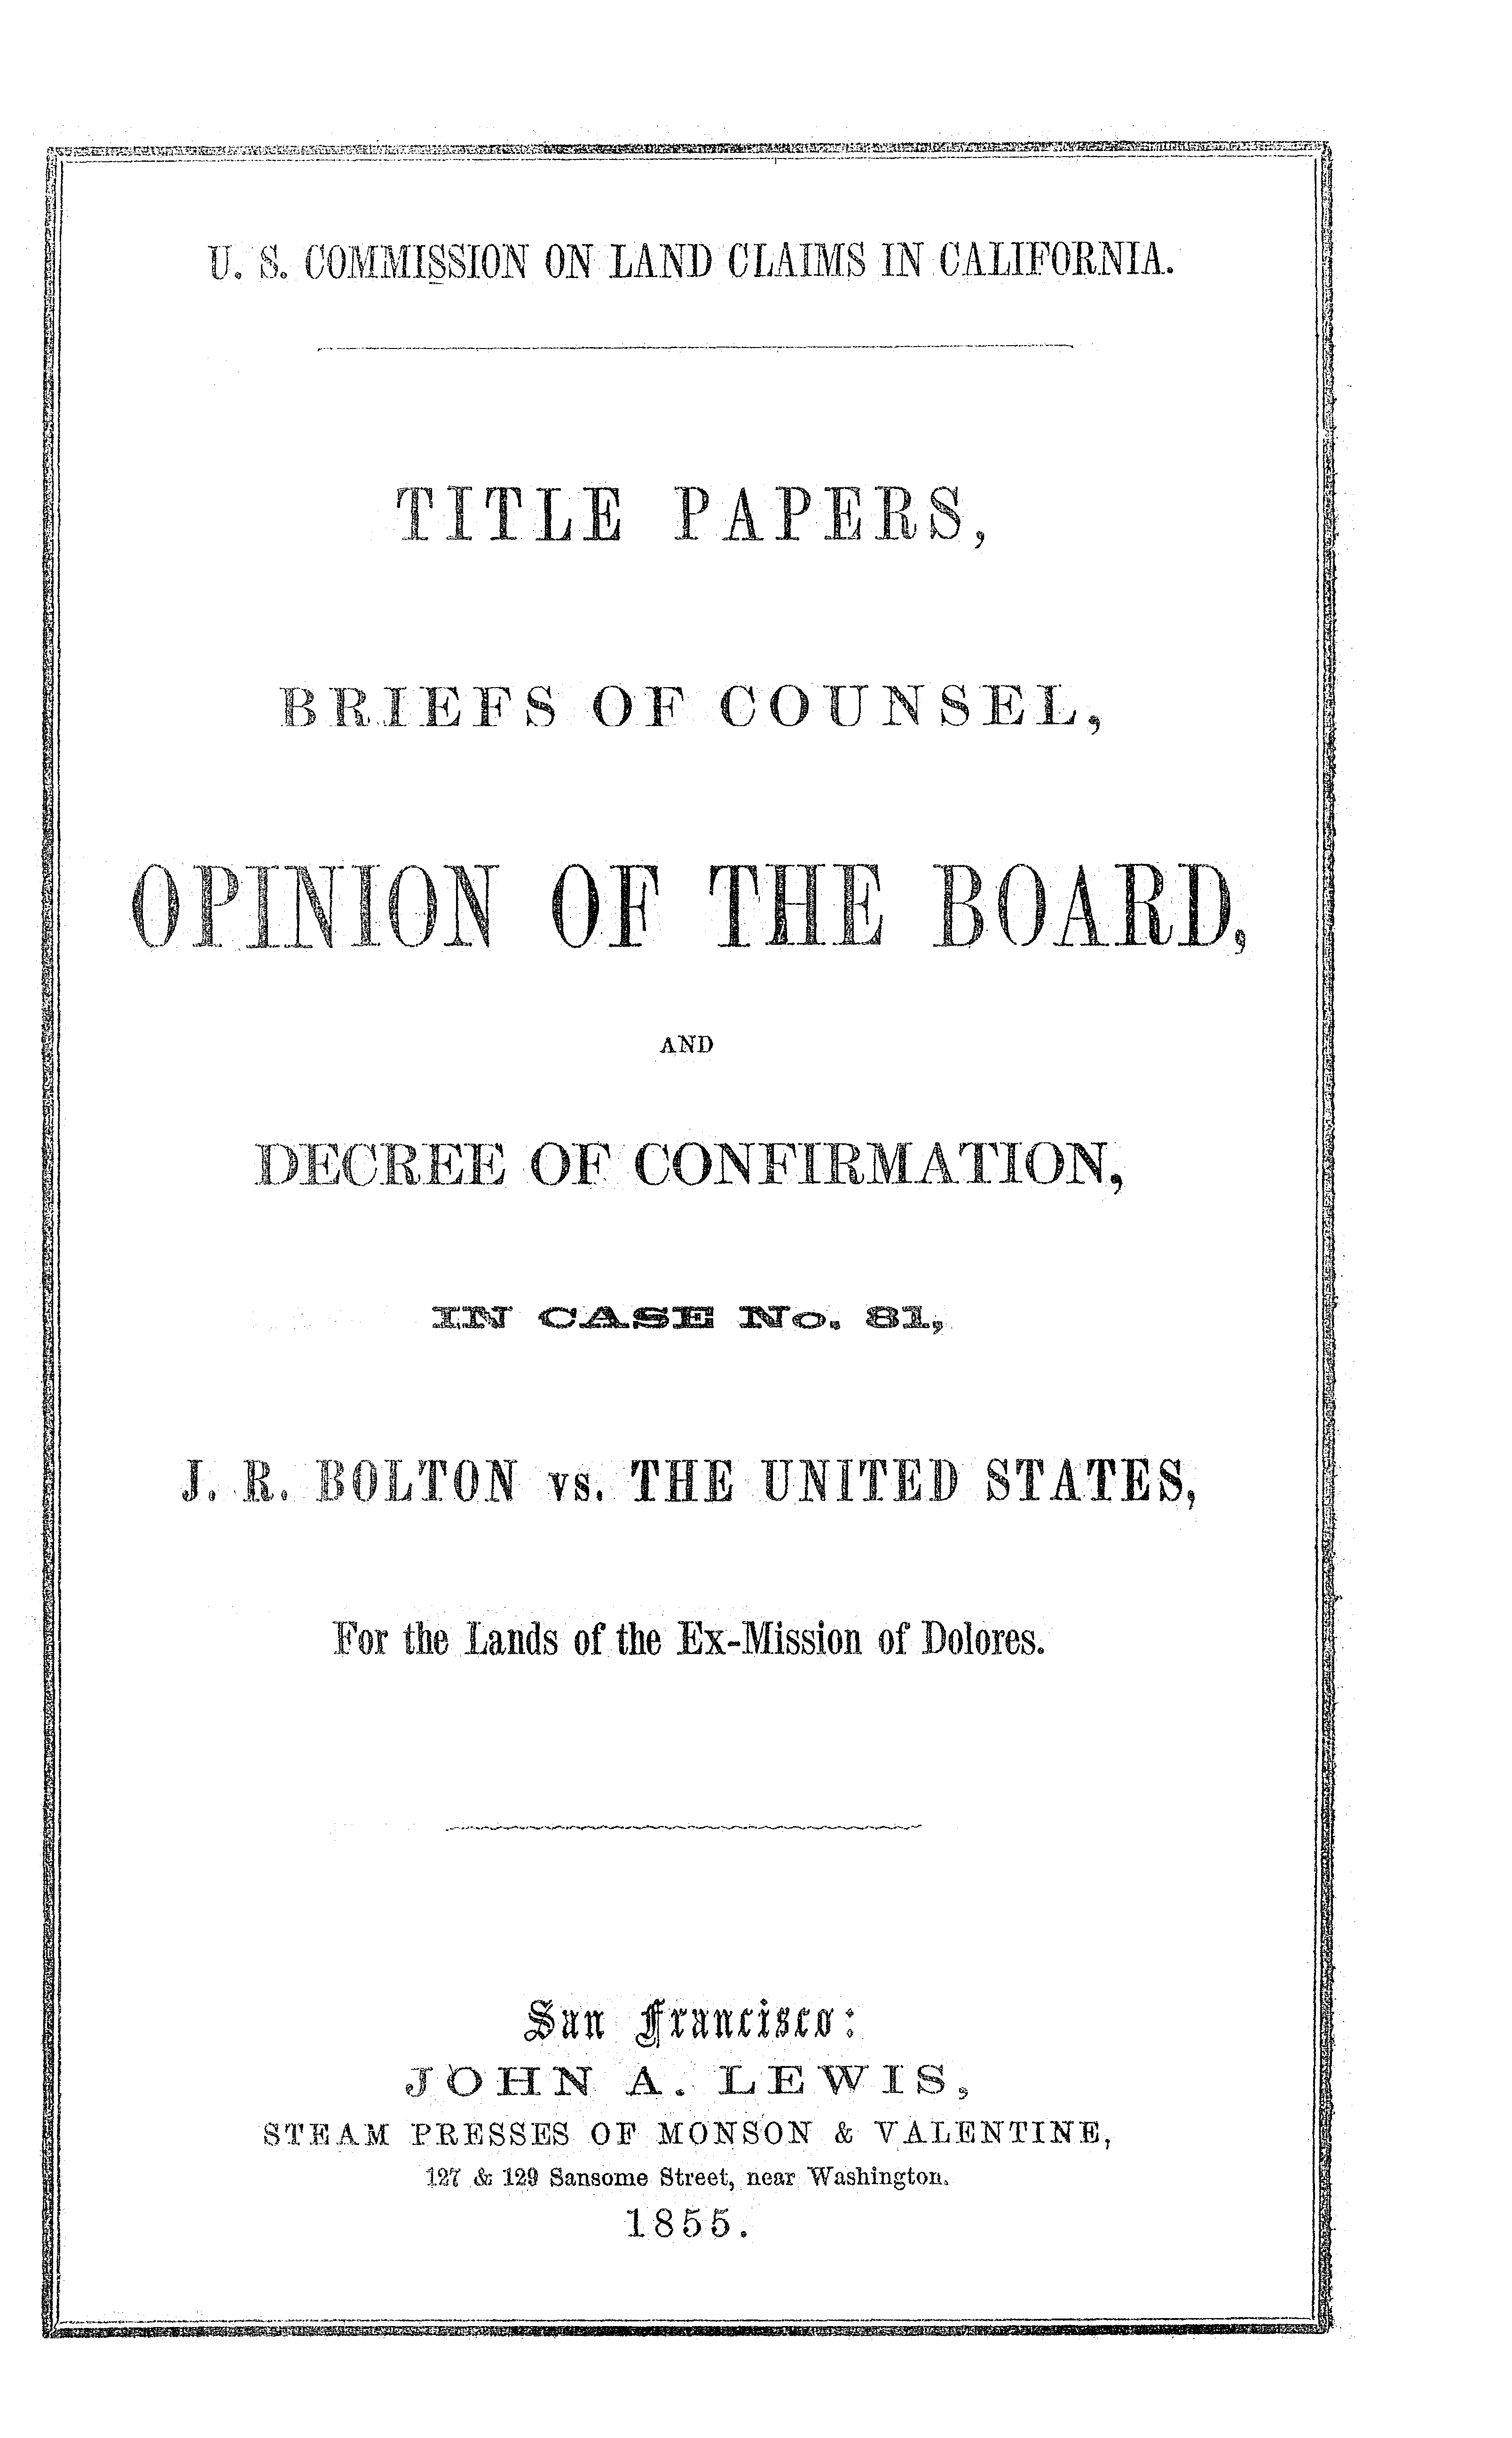 U. S. COMMISSION ON LAND CLAIMS IN CALIFORNIA.
TITLE PAPERS,
BRIEFS OF COUNSEL,
OPINION OF THE BOARD,
AND
DECREE OF CONFIRMATION,
IN CASE No. 81,
J. R. BOLTON vs. THE UNITED STATES,
For the Lands of the Ex-Mission of Dolores.
San Francisco:
JOHN A. LEWIS,
STEAM PRESSES OF MONSON & VALENTINE,
127 & 129 Sansome Street, near Washington.
1855.